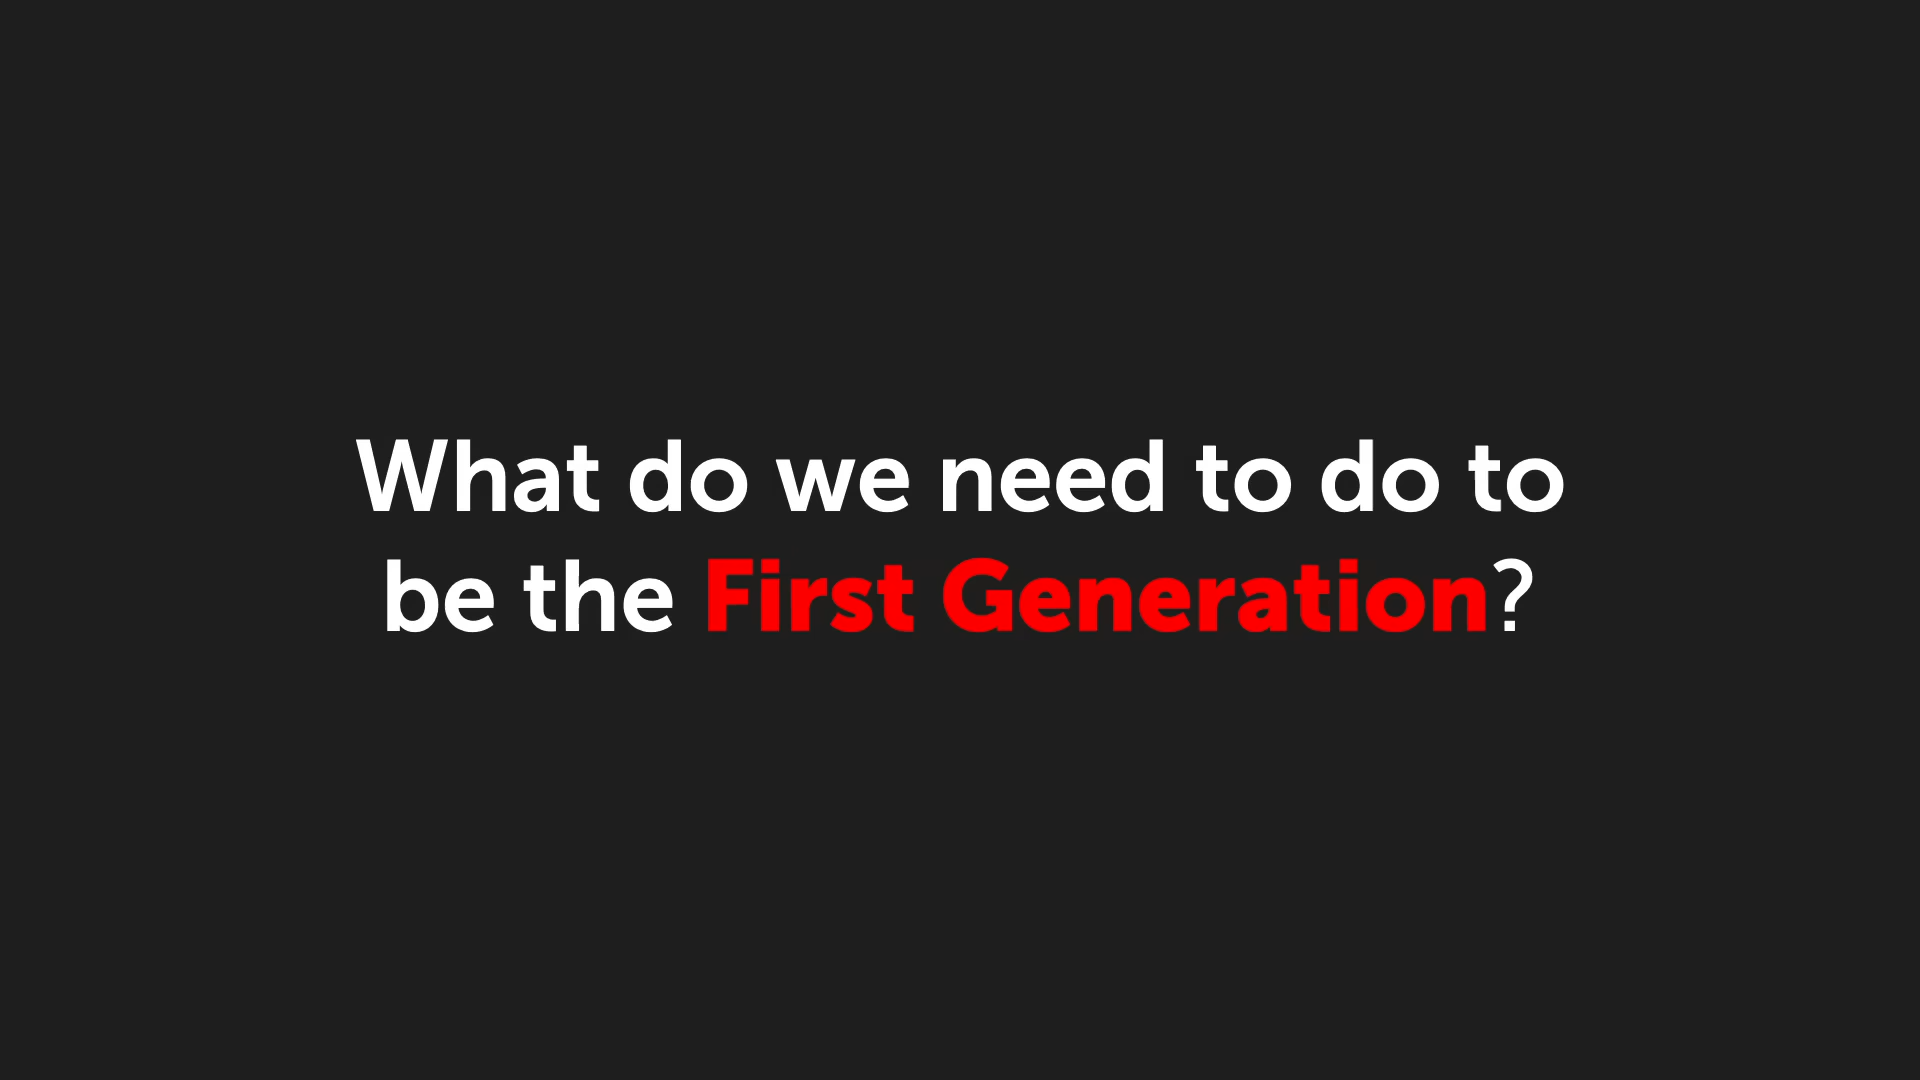 What do we need to do to
be the First Generation?